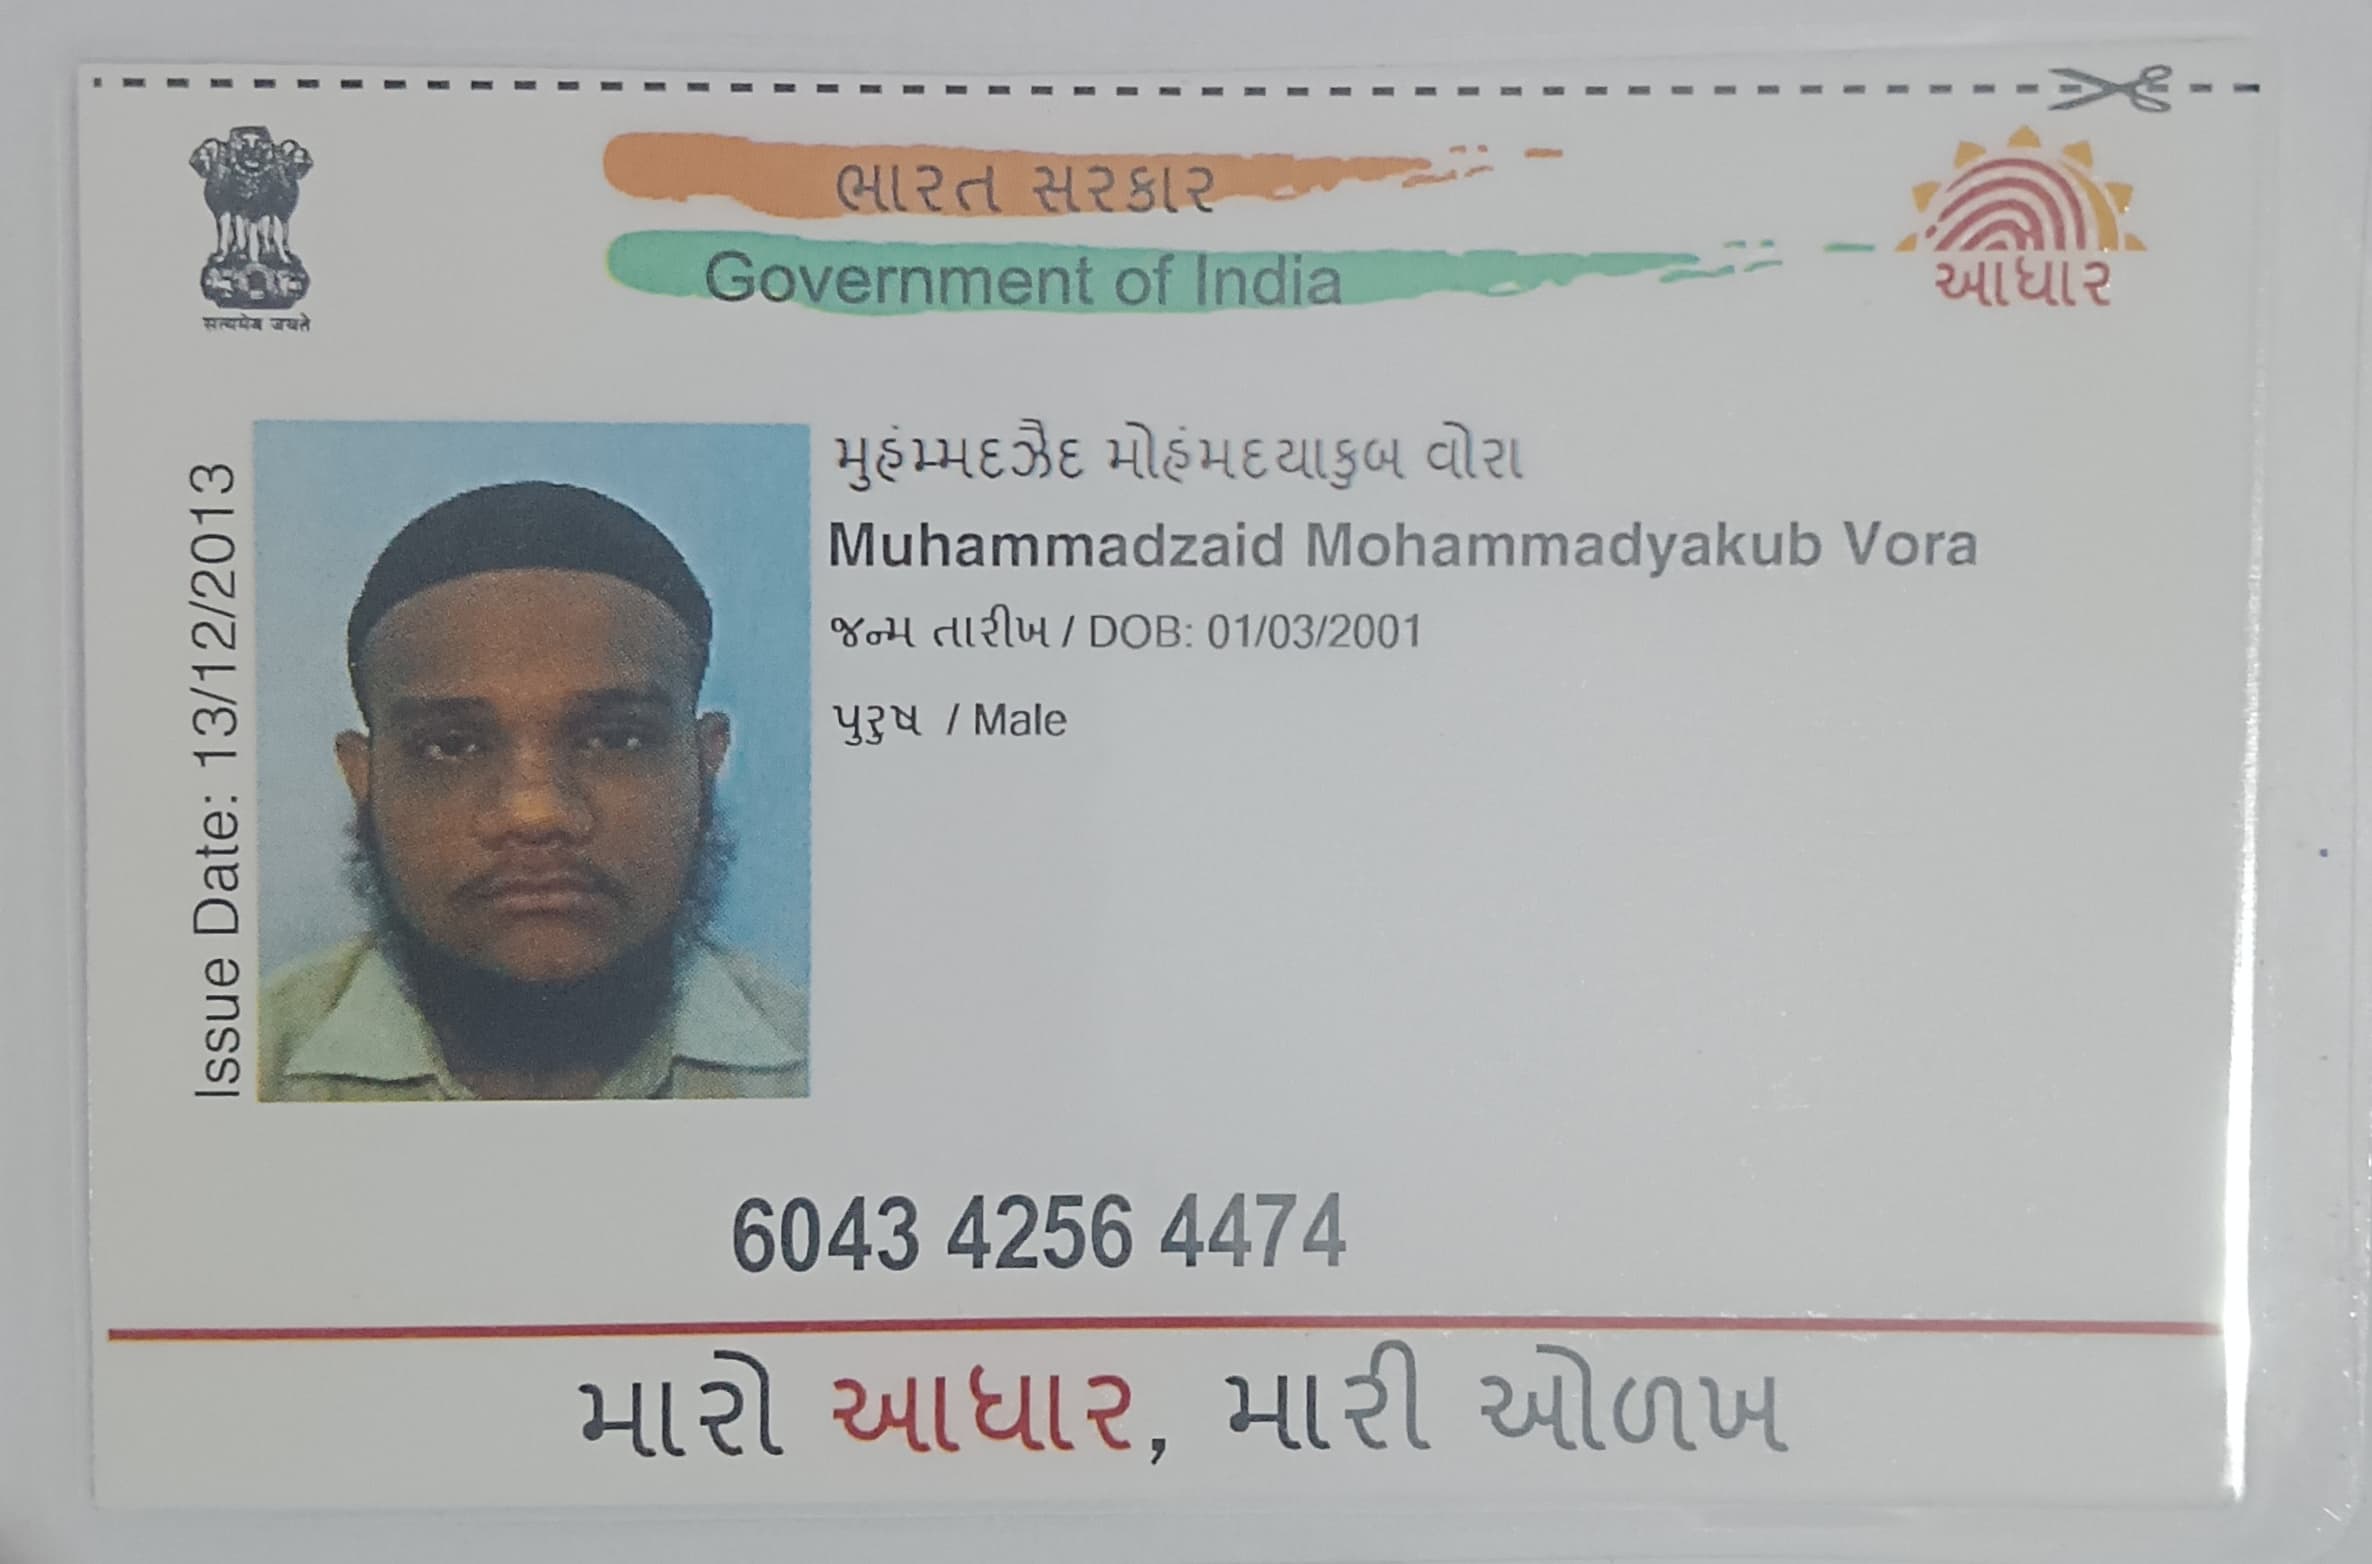 ભારત સરકાર
Government of India
सत्यमेव जयते
આધાર
Issue Date: 13/12/2013
મુહંમ્મદઝૈદ મોહંમદયાકુબ વોરા
Muhammadzaid Mohammadyakub Vora
જન્મ તારીખ / DOB: 01/03/2001
પુરુષ / Male
6043 4256 4474
મારો આધાર, મારી ઓળખ